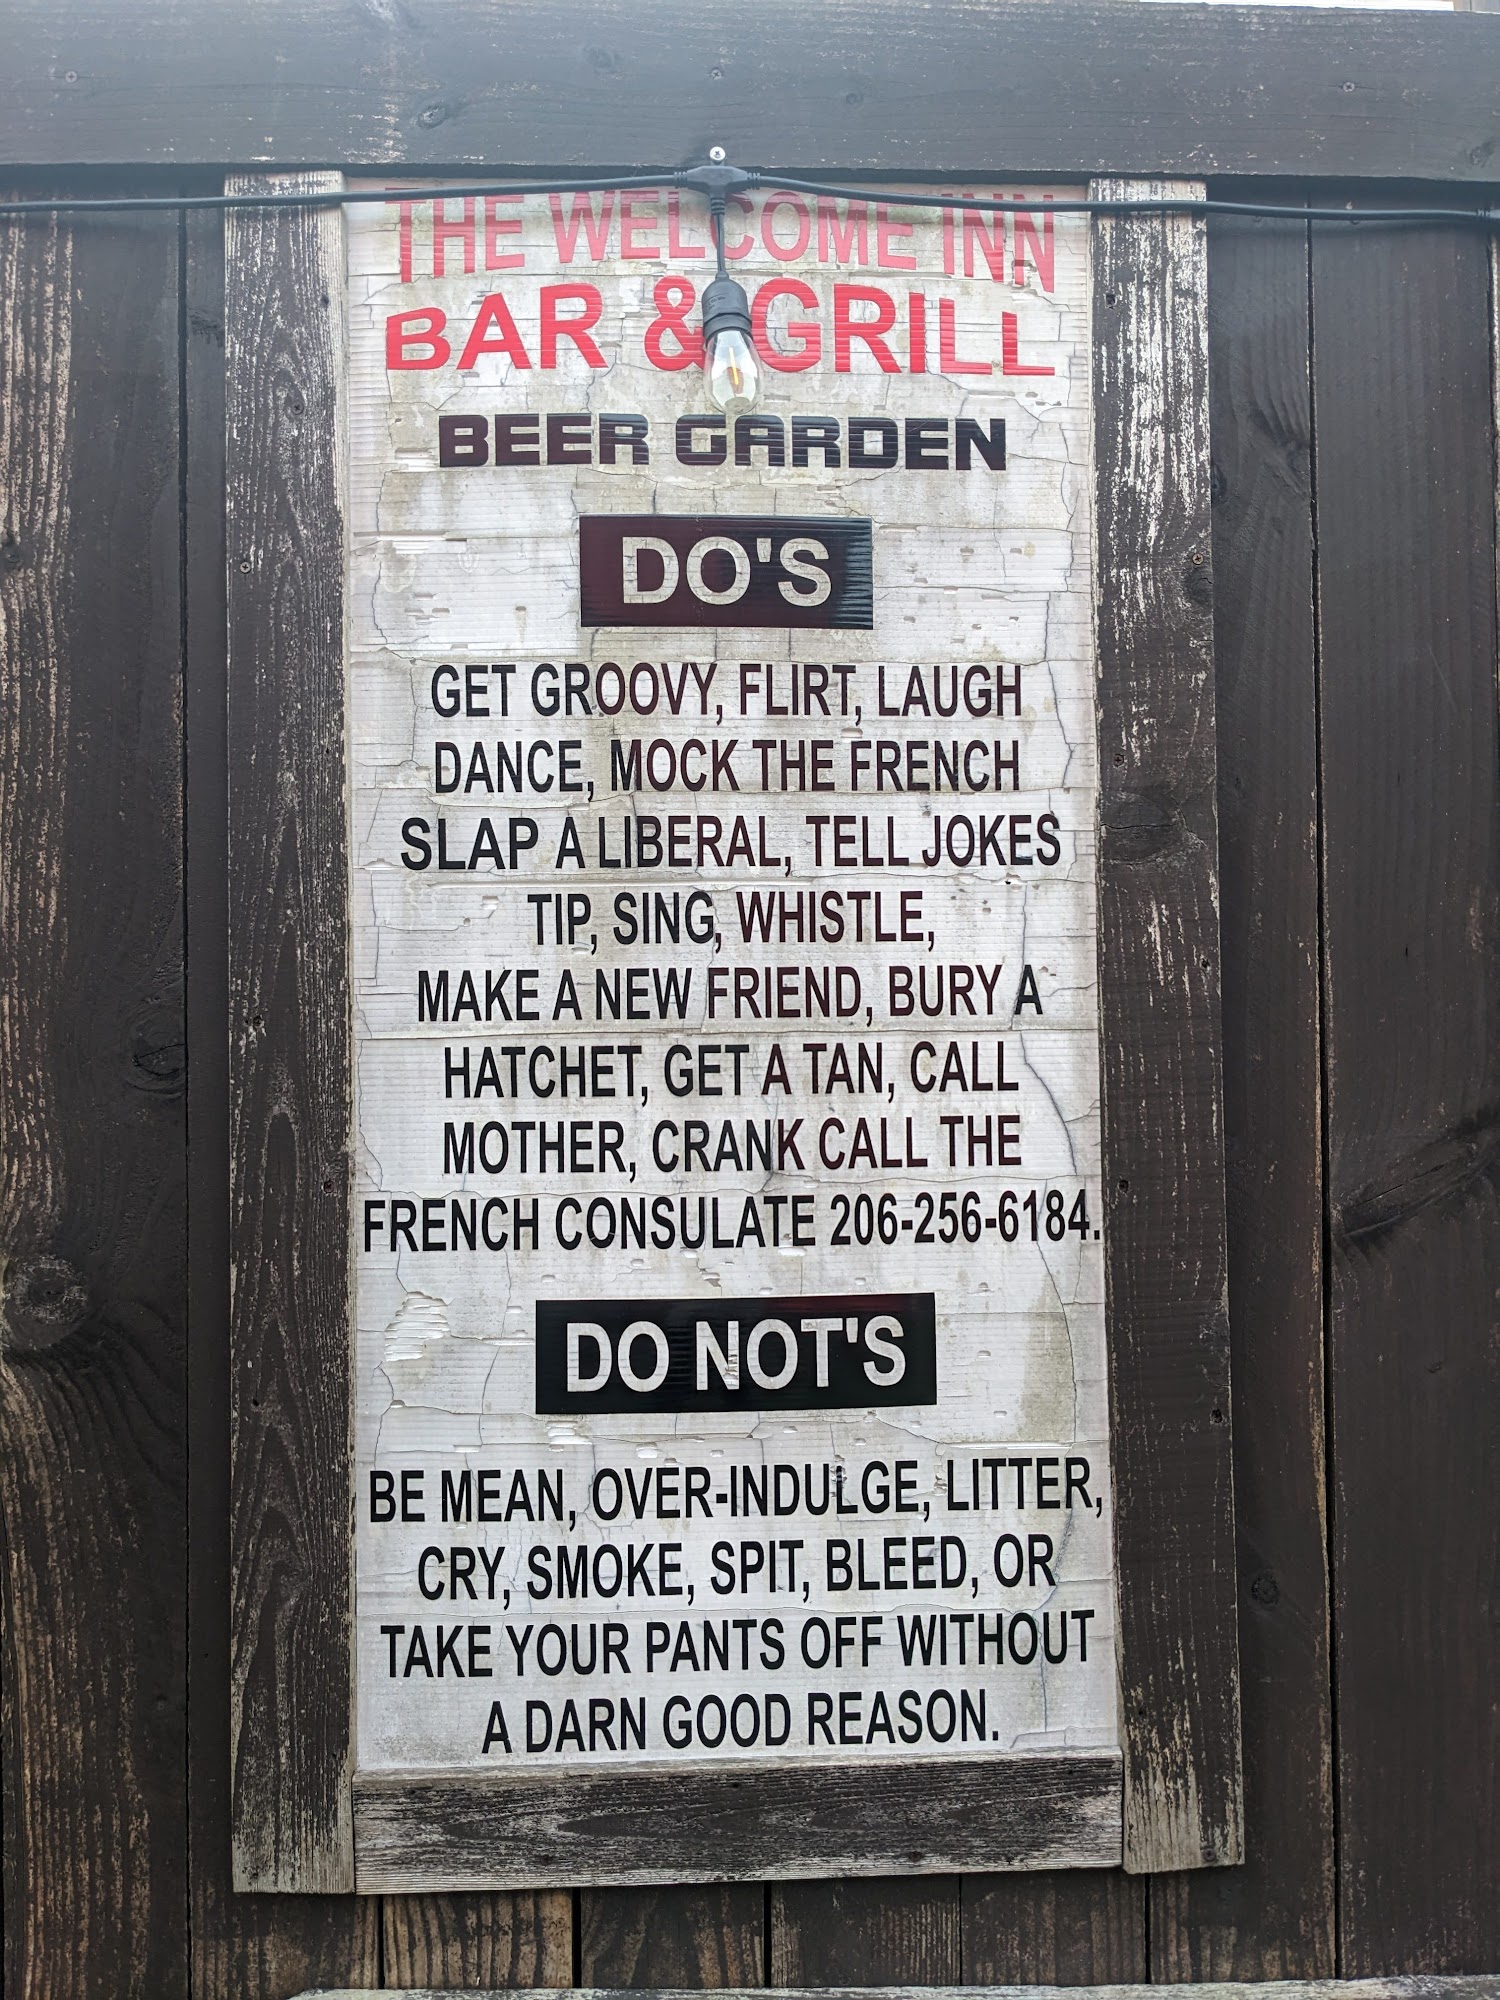 THE WELCOME INN
BAR & GRILL
BEER GARDEN
DO'S
GET GROOVY, FLIRT, LAUGH
DANCE, MOCK THE FRENCH
SLAP A LIBERAL, TELL JOKES
TIP, SING, WHISTLE,
MAKE A NEW FRIEND, BURY A
HATCHET, GET A TAN, CALL
MOTHER, CRANK CALL THE
FRENCH CONSULATE 206-256-6184.
DO NOT'S
BE MEAN, OVER-INDULGE, LITTER,
CRY, SMOKE, SPIT, BLEED, OR
TAKE YOUR PANTS OFF WITHOUT
A DARN GOOD REASON.